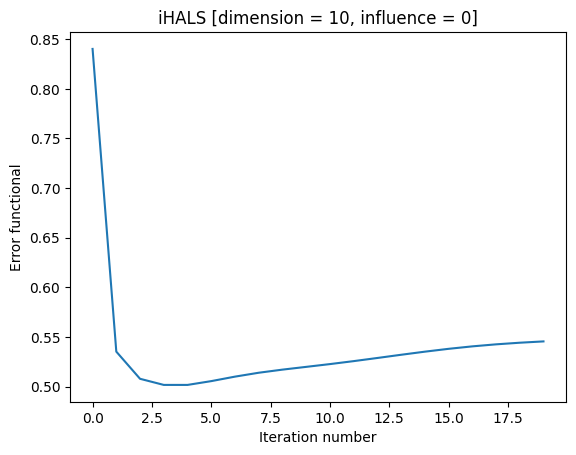 iHALS [dimension = 10, influence = 0]
0.85
0.80
0.75
0.70
0.65
0.60
0.55
0.50
Error functional
0.0 2.5 5.0 7.5 10.0 12.5 15.0 17.5
Iteration number